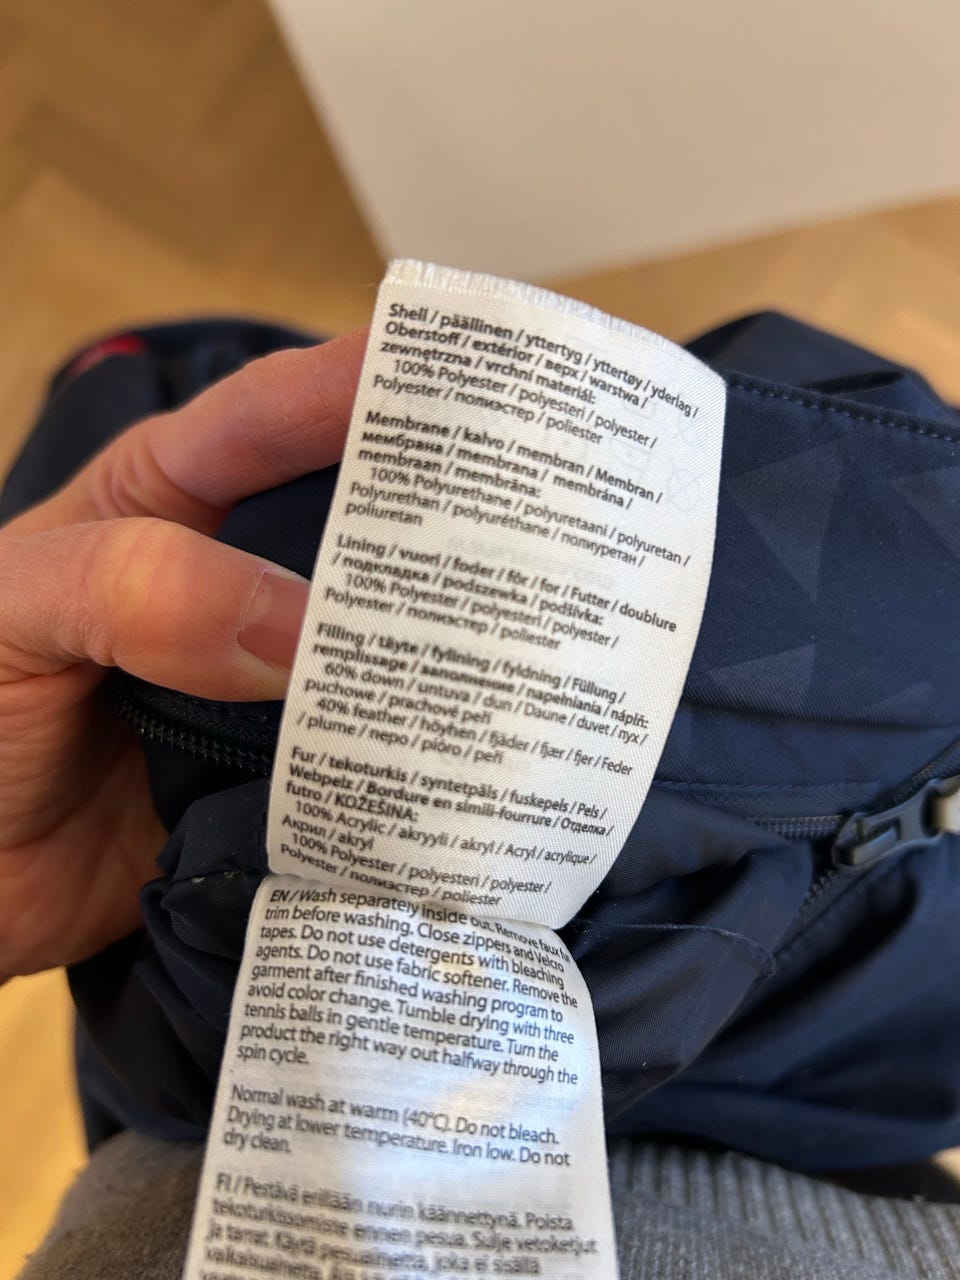 Shell / päällinen / yttertyg / yttertøy / yderlag /
Oberstoff / extérior / верх / warstwa /
zewnętrzna / vrchní materiál:
100% Polyester / polyesteri / polyester /
Polyester / полиэстер / poliester
Membrane / kalvo / membran / Membran /
мембрана / membrana / membrána /
membraan / membrāna:
100% Polyurethane / polyuretaani / polyuretan /
Polyurethan / polyuréthane / полиуретан /
poliuretan
Lining / vuori / foder / fôr / for / Futter / doublure
/ подкладка / podszewka / podšívka:
100% Polyester / polyesteri / polyester /
Polyester / полиэстер / poliester
Filling / täyte / fyllning / fyldning / Füllung /
remplissage / заполнение / napełniania / náplň:
60% down / untuva / dun / Daune / duvet / пух /
puchowe / prachové peří
40% feather / höyhen / fjäder / fjær / fjer / Feder
/ plume / перо / pióro / peří
Fur / tekoturkis / syntetpäls / fuskepels / Pels /
Webpelz / Bordure en simili-fourrure / Отделка /
futro / KOŽEŠINA:
100% Acrylic / akryyli / akryl / Acryl / acrylique /
Акрил / akryl
100% Polyester / polyesteri / polyester /
Polyester / полиэстер / poliester
EN / Wash separately inside out. Remove faux fur
trim before washing. Close zippers and Velcro
tapes. Do not use detergents with bleaching
agents. Do not use fabric softener. Remove the
garment after finished washing program to
avoid color change. Tumble drying with three
tennis balls in gentle temperature. Turn the
product the right way out halfway through the
spin cycle.
Normal wash at warm (40°C). Do not bleach.
Drying at lower temperature. Iron low. Do not
dry clean.
FI / Pestävä erillään nurin käännettynä. Poista
tekoturkissomiste ennen pesua. Sulje vetoketjut
ja tarrat. Käytä pesuainetta, joka ei sisällä